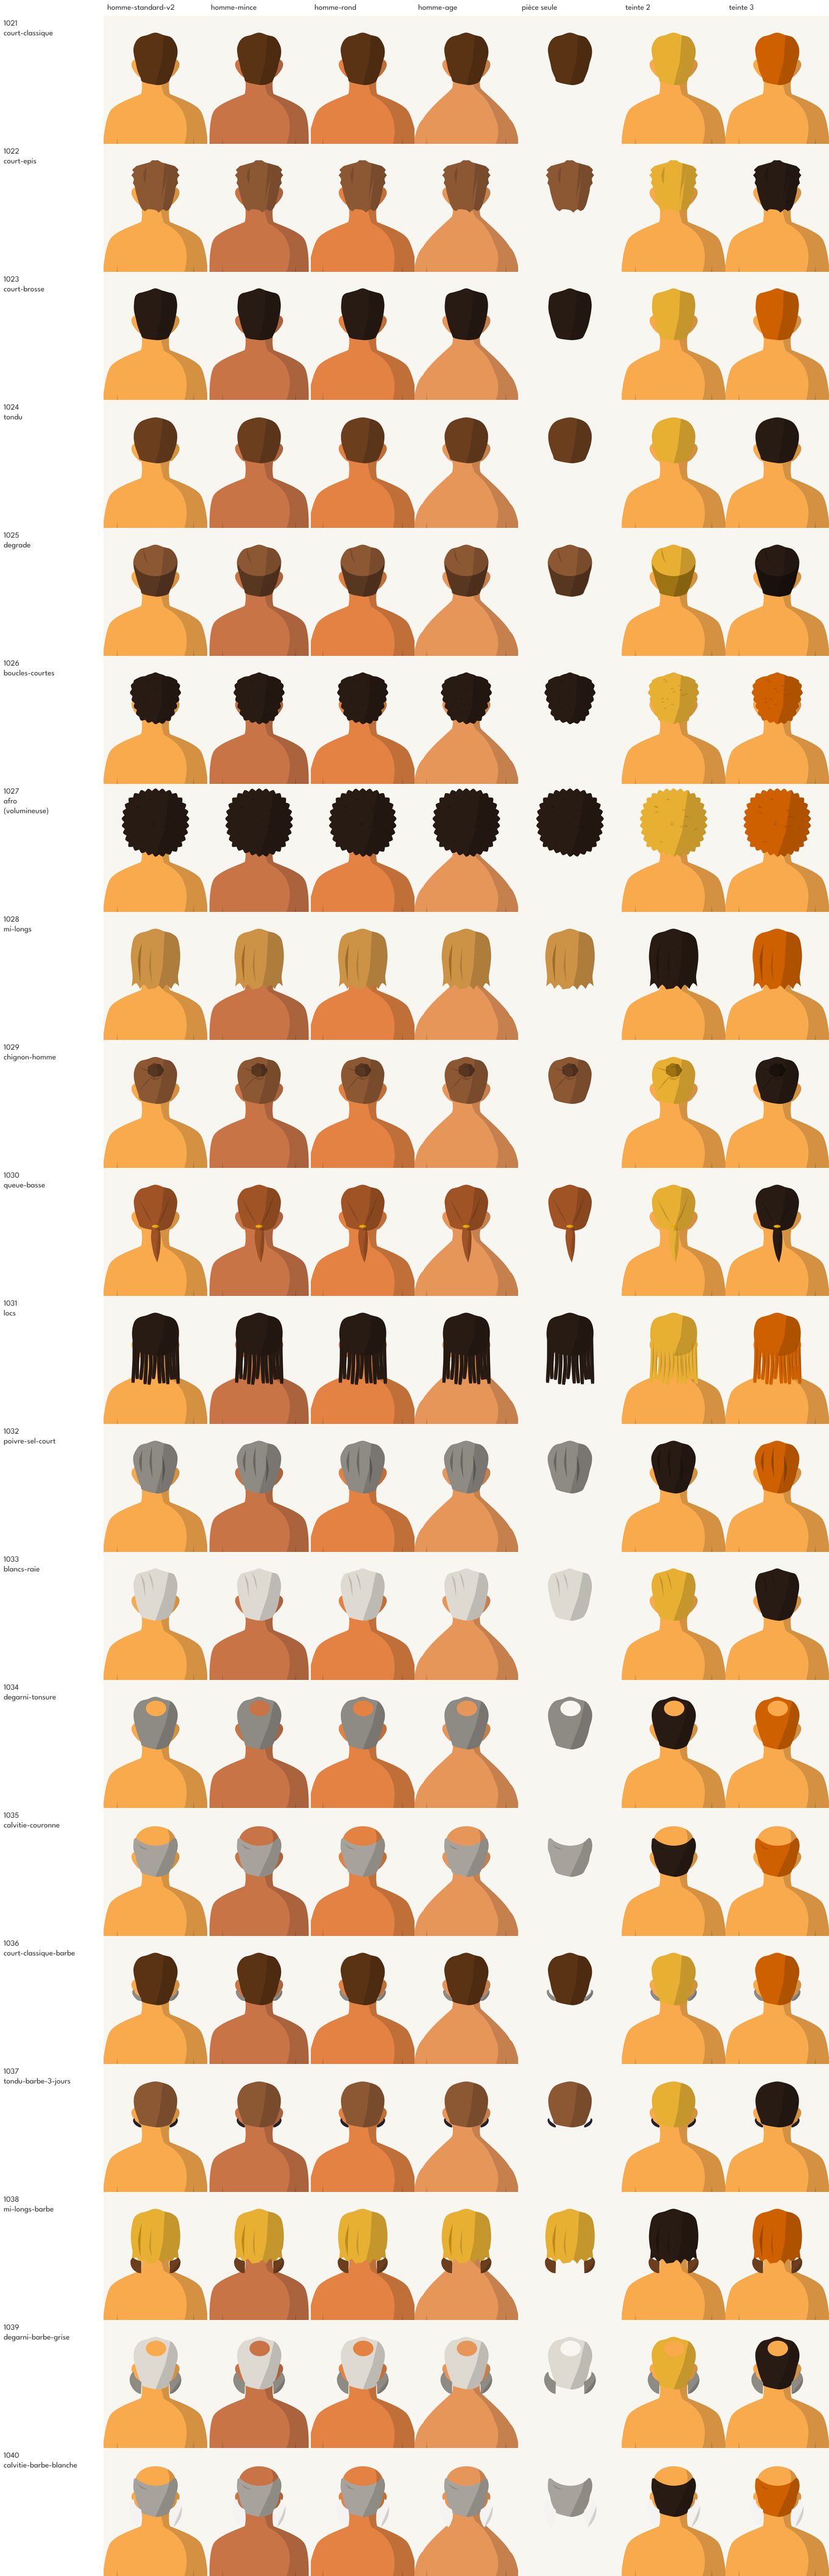 homme-standard-v2 homme-mince homme-rond homme-age pièce seule teinte 2 teinte 3
1021
court-classique
1022
court-epis
1023
court-brosse
1024
tondu
1025
degrade
1026
boucles-courtes
1027
afro
(volumineuse)
1028
mi-longs
1029
chignon-homme
1030
queue-basse
1031
locs
1032
poivre-sel-court
1033
blancs-raie
1034
degarni-tonsure
1035
calvitie-couronne
1036
court-classique-barbe
1037
tondu-barbe-3-jours
1038
mi-longs-barbe
1039
degarni-barbe-grise
1040
calvitie-barbe-blanche